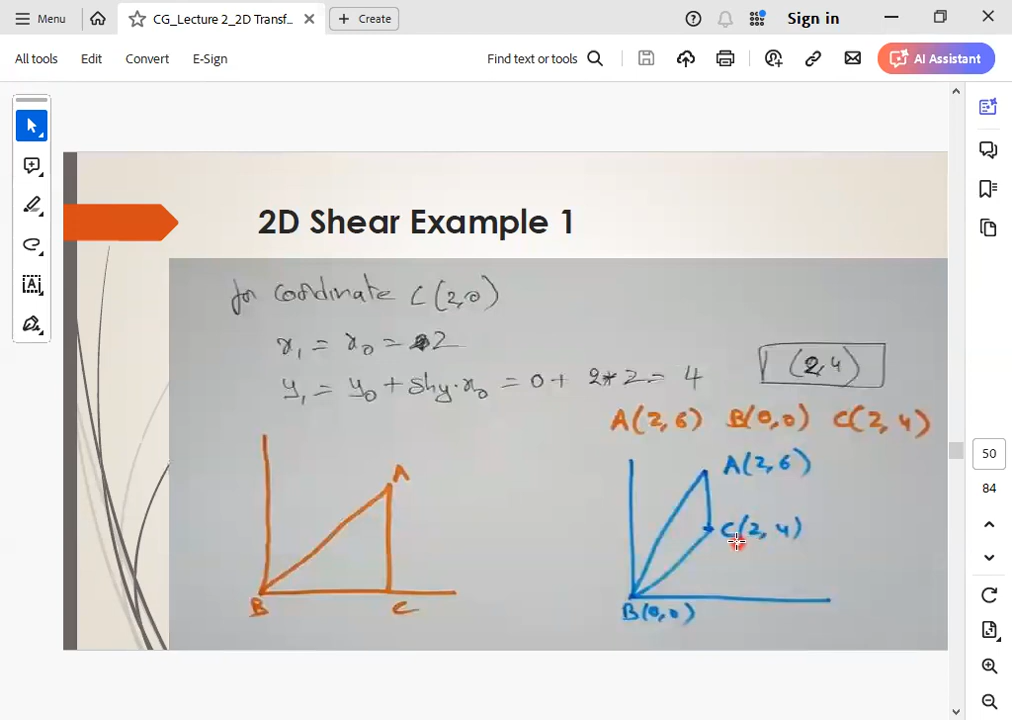 Menu CG_Lecture 2_2D Transf... Create Sign in
All tools Edit Convert E-Sign Find text or tools AI Assistant
2D Shear Example 1
for coordinate C(2,0)
x₁ = x₀ = 2
y₁ = y₀ + Shy·x₀ = 0 + 2*2 = 4
(2,4)
A(2,6) B(0,0) C(2,4)
A
B
C
A(2,6)
C(2,4)
B(0,0)
50
84